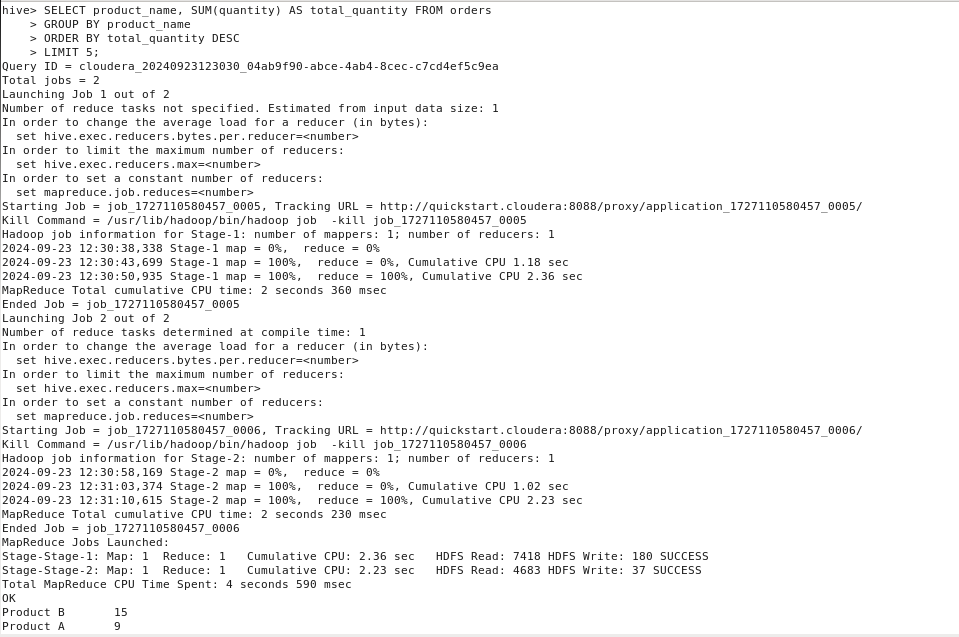 hive> SELECT product_name, SUM(quantity) AS total_quantity FROM orders
    > GROUP BY product_name
    > ORDER BY total_quantity DESC
    > LIMIT 5;
Query ID = cloudera_20240923123030_04ab9f90-abce-4ab4-8cec-c7cd4ef5c9ea
Total jobs = 2
Launching Job 1 out of 2
Number of reduce tasks not specified. Estimated from input data size: 1
In order to change the average load for a reducer (in bytes):
  set hive.exec.reducers.bytes.per.reducer=<number>
In order to limit the maximum number of reducers:
  set hive.exec.reducers.max=<number>
In order to set a constant number of reducers:
  set mapreduce.job.reduces=<number>
Starting Job = job_1727110580457_0005, Tracking URL = http://quickstart.cloudera:8088/proxy/application_1727110580457_0005/
Kill Command = /usr/lib/hadoop/bin/hadoop job  -kill job_1727110580457_0005
Hadoop job information for Stage-1: number of mappers: 1; number of reducers: 1
2024-09-23 12:30:38,338 Stage-1 map = 0%,  reduce = 0%
2024-09-23 12:30:43,699 Stage-1 map = 100%,  reduce = 0%, Cumulative CPU 1.18 sec
2024-09-23 12:30:50,935 Stage-1 map = 100%,  reduce = 100%, Cumulative CPU 2.36 sec
MapReduce Total cumulative CPU time: 2 seconds 360 msec
Ended Job = job_1727110580457_0005
Launching Job 2 out of 2
Number of reduce tasks determined at compile time: 1
In order to change the average load for a reducer (in bytes):
  set hive.exec.reducers.bytes.per.reducer=<number>
In order to limit the maximum number of reducers:
  set hive.exec.reducers.max=<number>
In order to set a constant number of reducers:
  set mapreduce.job.reduces=<number>
Starting Job = job_1727110580457_0006, Tracking URL = http://quickstart.cloudera:8088/proxy/application_1727110580457_0006/
Kill Command = /usr/lib/hadoop/bin/hadoop job  -kill job_1727110580457_0006
Hadoop job information for Stage-2: number of mappers: 1; number of reducers: 1
2024-09-23 12:30:58,169 Stage-2 map = 0%,  reduce = 0%
2024-09-23 12:31:03,374 Stage-2 map = 100%,  reduce = 0%, Cumulative CPU 1.02 sec
2024-09-23 12:31:10,615 Stage-2 map = 100%,  reduce = 100%, Cumulative CPU 2.23 sec
MapReduce Total cumulative CPU time: 2 seconds 230 msec
Ended Job = job_1727110580457_0006
MapReduce Jobs Launched:
Stage-Stage-1: Map: 1  Reduce: 1   Cumulative CPU: 2.36 sec   HDFS Read: 7418 HDFS Write: 180 SUCCESS
Stage-Stage-2: Map: 1  Reduce: 1   Cumulative CPU: 2.23 sec   HDFS Read: 4683 HDFS Write: 37 SUCCESS
Total MapReduce CPU Time Spent: 4 seconds 590 msec
OK
Product B       15
Product A       9